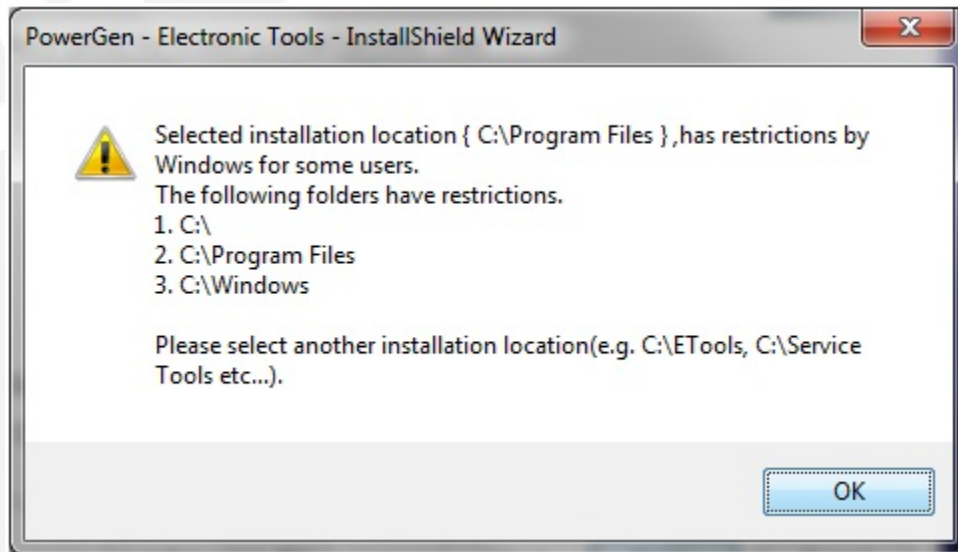 PowerGen - Electronic Tools - InstallShield Wizard
Selected installation location { C:\Program Files } ,has restrictions by
Windows for some users.
The following folders have restrictions.
1. C:\
2. C:\Program Files
3. C:\Windows
Please select another installation location(e.g. C:\ETools, C:\Service
Tools etc...).
OK